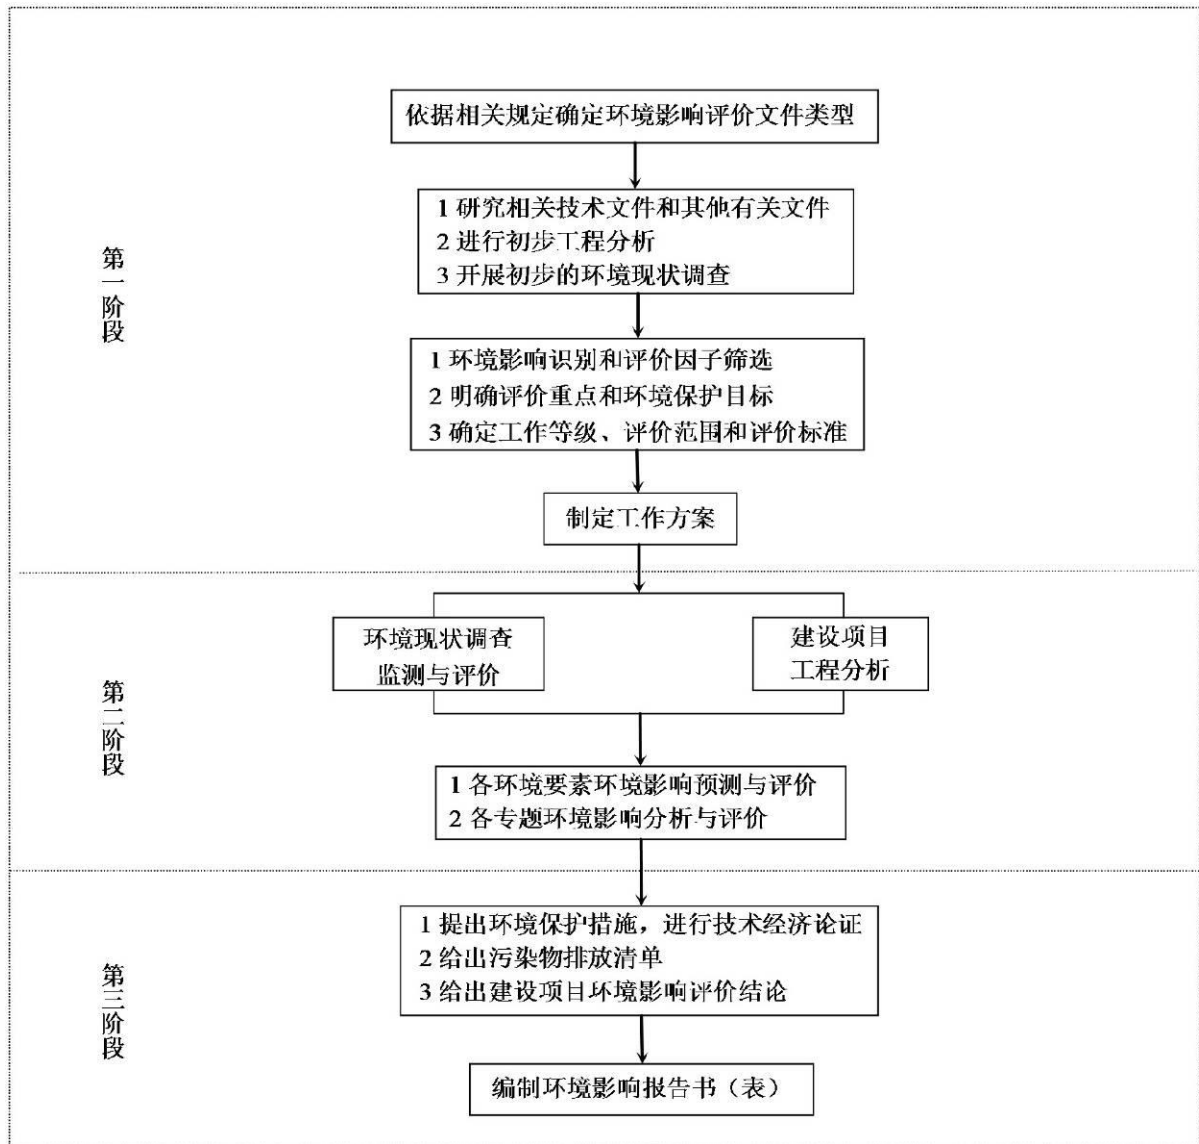 依据相关规定确定环境影响评价文件类型
第一阶段
1 研究相关技术文件和其他有关文件
2 进行初步工程分析
3 开展初步的环境现状调查
1 环境影响识别和评价因子筛选
2 明确评价重点和环境保护目标
3 确定工作等级、评价范围和评价标准
制定工作方案
第二阶段
环境现状调查
监测与评价
建设项目
工程分析
1 各环境要素环境影响预测与评价
2 各专题环境影响分析与评价
第三阶段
1 提出环境保护措施，进行技术经济论证
2 给出污染物排放清单
3 给出建设项目环境影响评价结论
编制环境影响报告书（表）